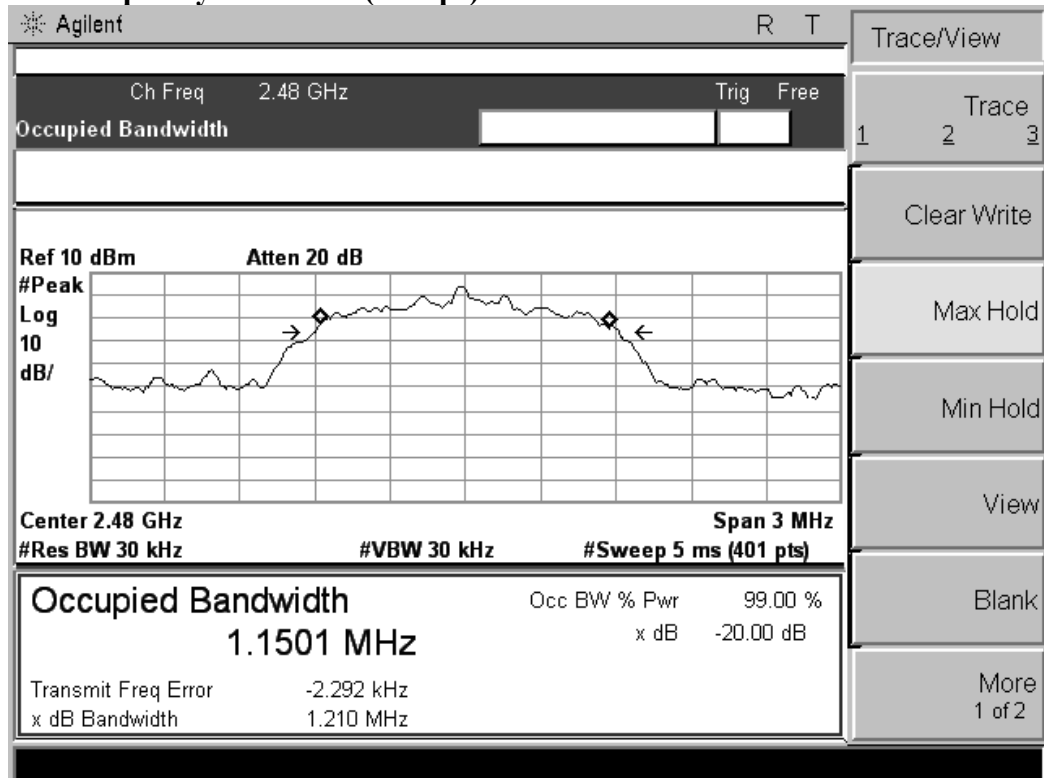 Agilent R T
Trace/View
Ch Freq 2.48 GHz Trig Free
Occupied Bandwidth
Trace
1 2 3
Clear Write
Ref 10 dBm Atten 20 dB
#Peak
Log
10
dB/
Max Hold
Min Hold
View
Center 2.48 GHz Span 3 MHz
#Res BW 30 kHz #VBW 30 kHz #Sweep 5 ms (401 pts)
Occupied Bandwidth Occ BW % Pwr 99.00 %
1.1501 MHz x dB -20.00 dB
Blank
Transmit Freq Error -2.292 kHz
x dB Bandwidth 1.210 MHz
More
1 of 2